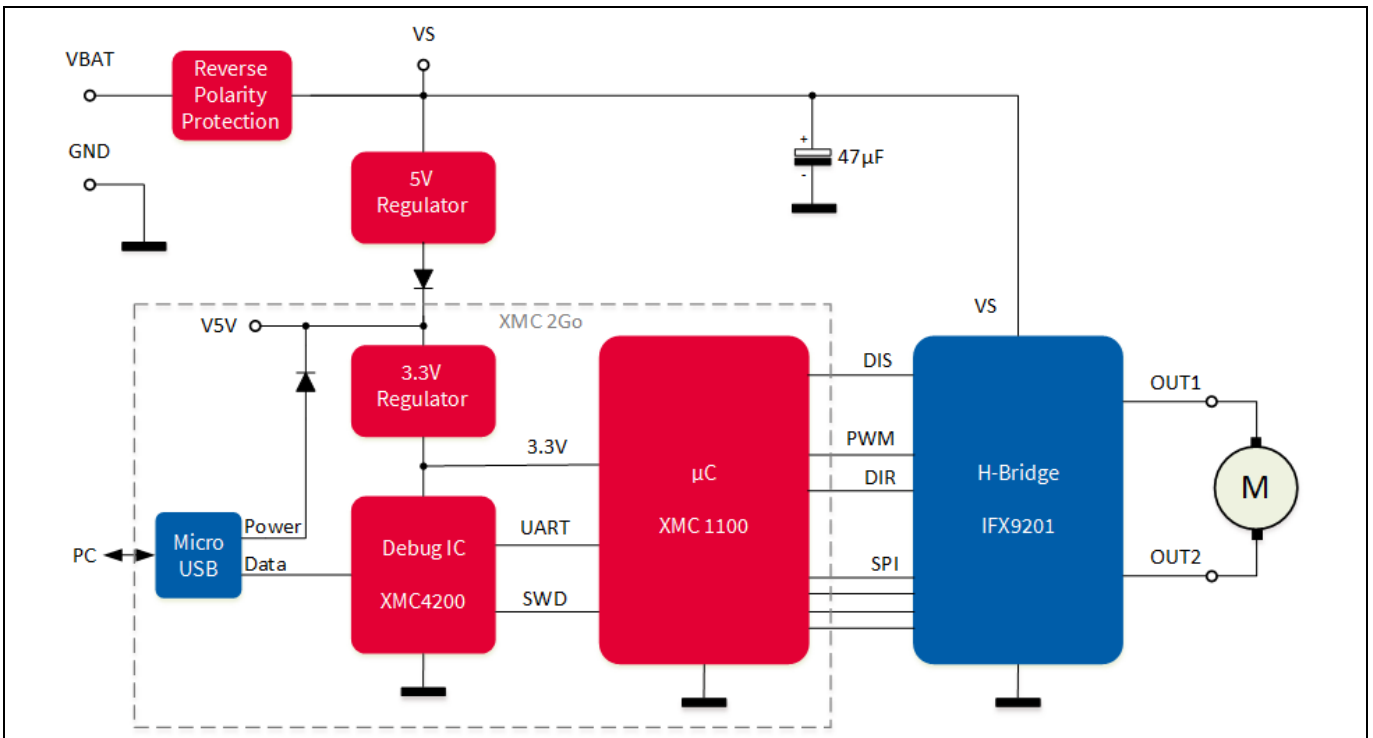 VS
VBAT
Reverse
Polarity
Protection
GND
+
47µF
-
5V
Regulator
XMC 2Go
VS
V5V
3.3V
Regulator
3.3V
DIS
PWM
DIR
OUT1
µC
XMC 1100
H-Bridge
IFX9201
M
Micro
USB
Power
Data
PC
Debug IC
XMC4200
UART
SWD
SPI
OUT2